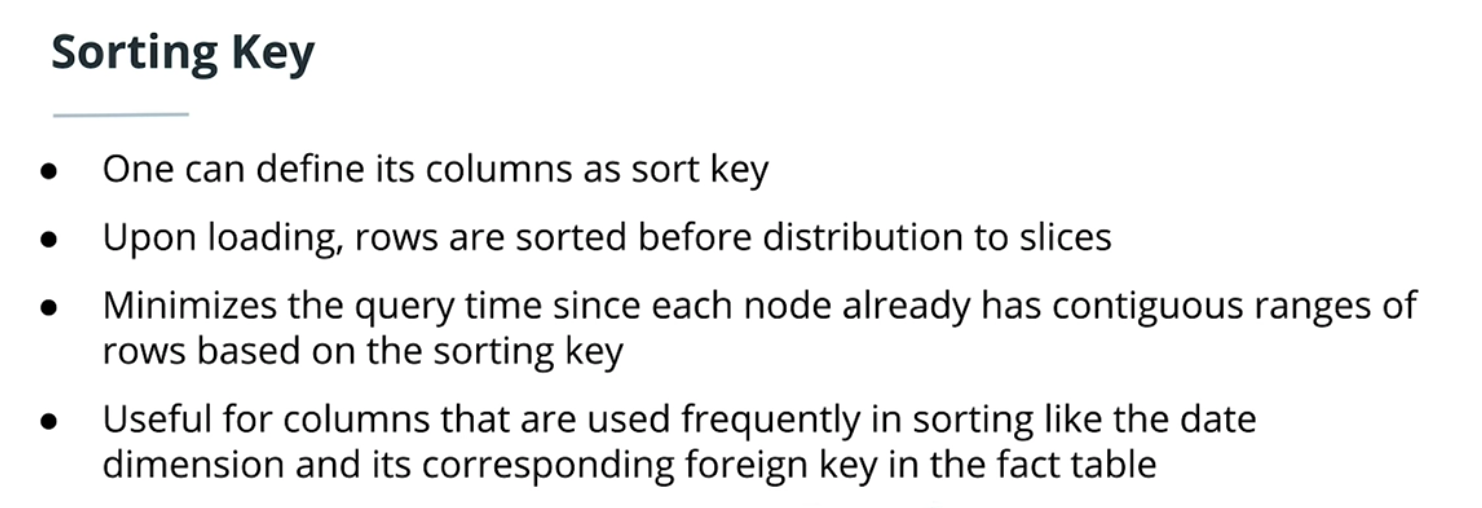 Sorting Key
● One can define its columns as sort key
● Upon loading, rows are sorted before distribution to slices
● Minimizes the query time since each node already has contiguous ranges of
rows based on the sorting key
● Useful for columns that are used frequently in sorting like the date
dimension and its corresponding foreign key in the fact table